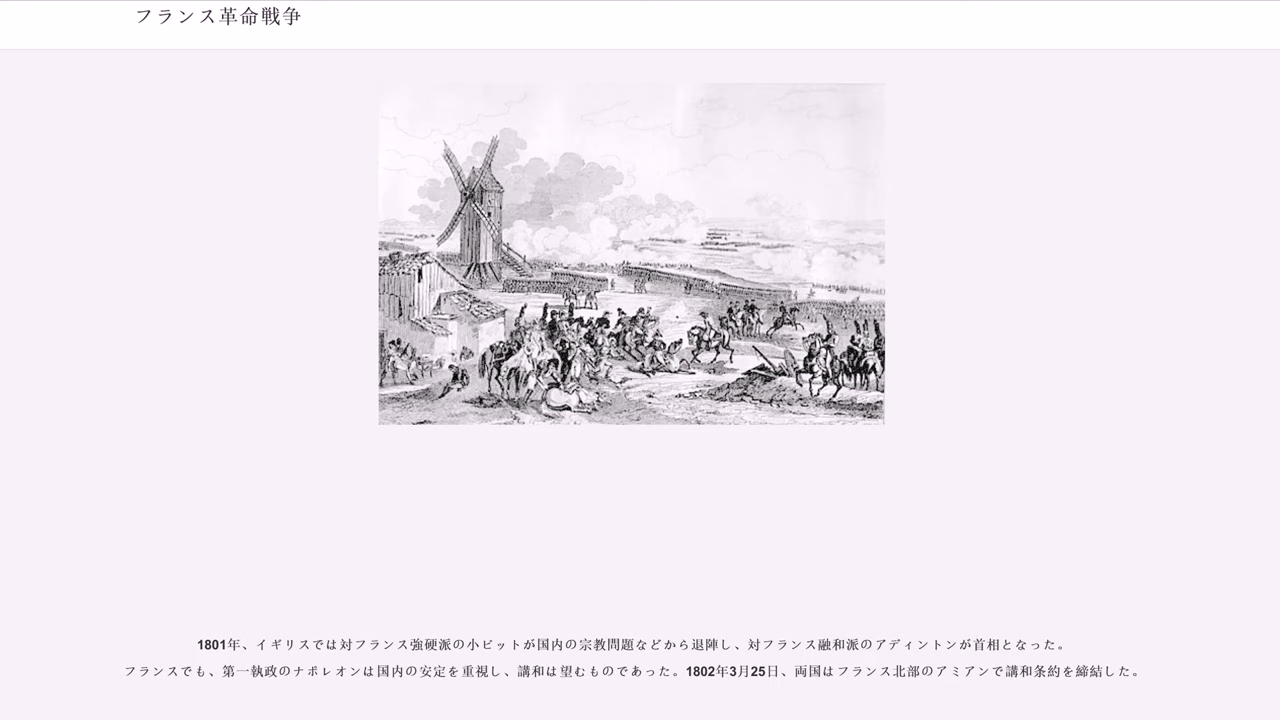 フランス革命戦争
1801年、イギリスでは対フランス強硬派の小ピットが国内の宗教問題などから退陣し、対フランス融和派のアディントンが首相となった。
フランスでも、第一執政のナポレオンは国内の安定を重視し、講和は望むものであった。1802年3月25日、両国はフランス北部のアミアンで講和条約を締結した。